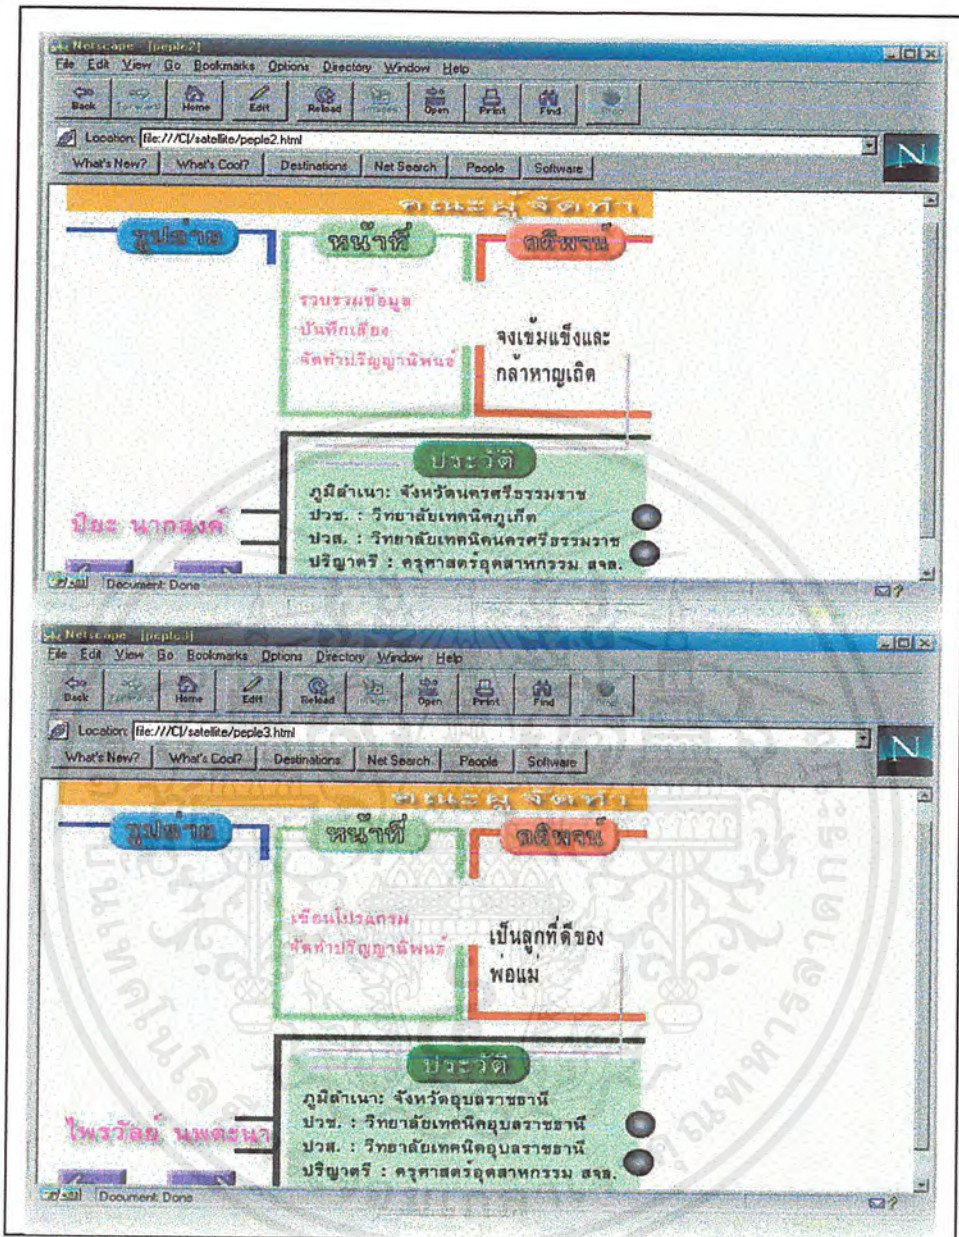 Netscape - [peple2]
File Edit View Go Bookmarks Options Directory Window Help
Back Forward Home Edit Reload Images Open Print Find Stop
Location: file:///C|/satellite/peple2.html
What's New? What's Cool? Destinations Net Search People Software
คณะผู้จัดทำ
รูปถ่าย หน้าที่ คติพจน์
รวบรวมข้อมูล
บันทึกเสียง
จัดทำปริญญานิพนธ์
จงเข้มแข็งและ
กล้าหาญเถิด
ประวัติ
ภูมิลำเนา: จังหวัดนครศรีธรรมราช
ปวช. : วิทยาลัยเทคนิคภูเก็ต
ปวส. : วิทยาลัยเทคนิคนครศรีธรรมราช
ปริญาตรี : ครุศาสตร์อุตสาหกรรม สจล.
ปิยะ นาคสงค์
Document: Done
Netscape - [peple3]
File Edit View Go Bookmarks Options Directory Window Help
Back Forward Home Edit Reload Images Open Print Find Stop
Location: file:///C|/satellite/peple3.html
What's New? What's Cool? Destinations Net Search People Software
คณะผู้จัดทำ
รูปถ่าย หน้าที่ คติพจน์
เขียนโปรแกรม
จัดทำปริญญานิพนธ์
เป็นลูกที่ดีของ
พ่อแม่
ประวัติ
ภูมิลำเนา: จังหวัดอุบลราชธานี
ปวช. : วิทยาลัยเทคนิคอุบลราชธานี
ปวส. : วิทยาลัยเทคนิคอุบลราชธานี
ปริญาตรี : ครุศาสตร์อุตสาหกรรม สจล.
ไพรวัลย์ นพตะนา
Document: Done